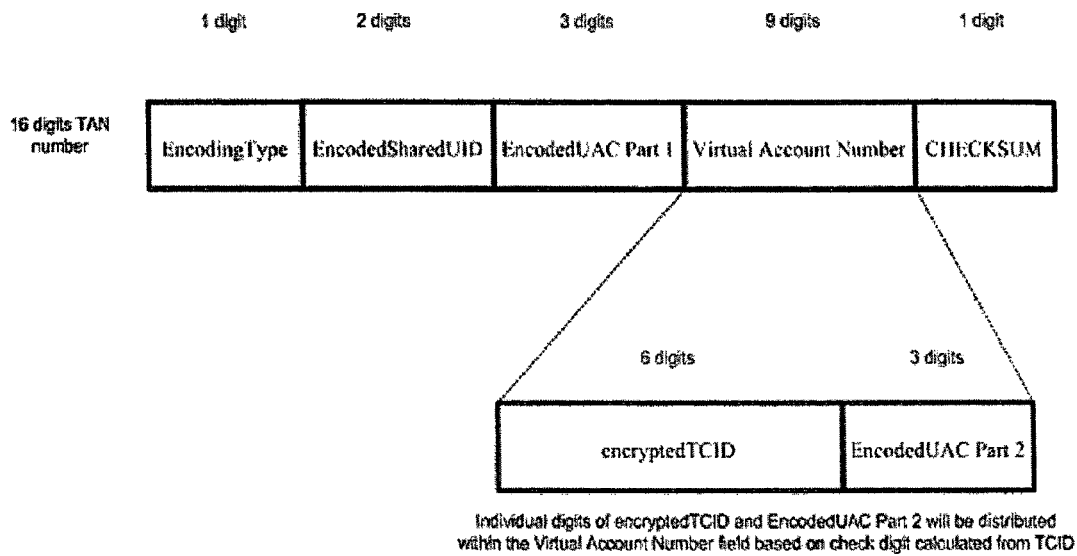 1 digit 2 digits 3 digits 9 digits 1 digit
16 digits TAN
number
EncodingType EncodedSharedUID EncodedUAC Part 1 Virtual Account Number CHECKSUM
6 digits 3 digits
encryptedTCID EncodedUAC Part 2
Individual digits of encryptedTCID and EncodedUAC Part 2 will be distributed
within the Virtual Account Number field based on check digit calculated from TCID